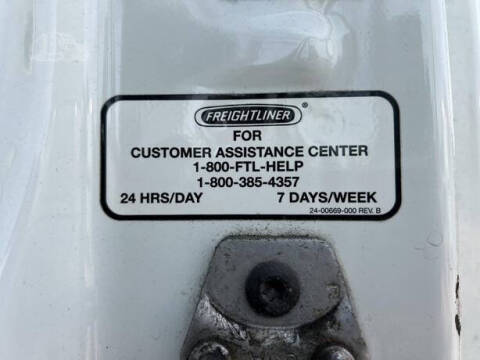 FREIGHTLINER®
FOR
CUSTOMER ASSISTANCE CENTER
1-800-FTL-HELP
1-800-385-4357
24 HRS/DAY 7 DAYS/WEEK
24-00669-000 REV. B